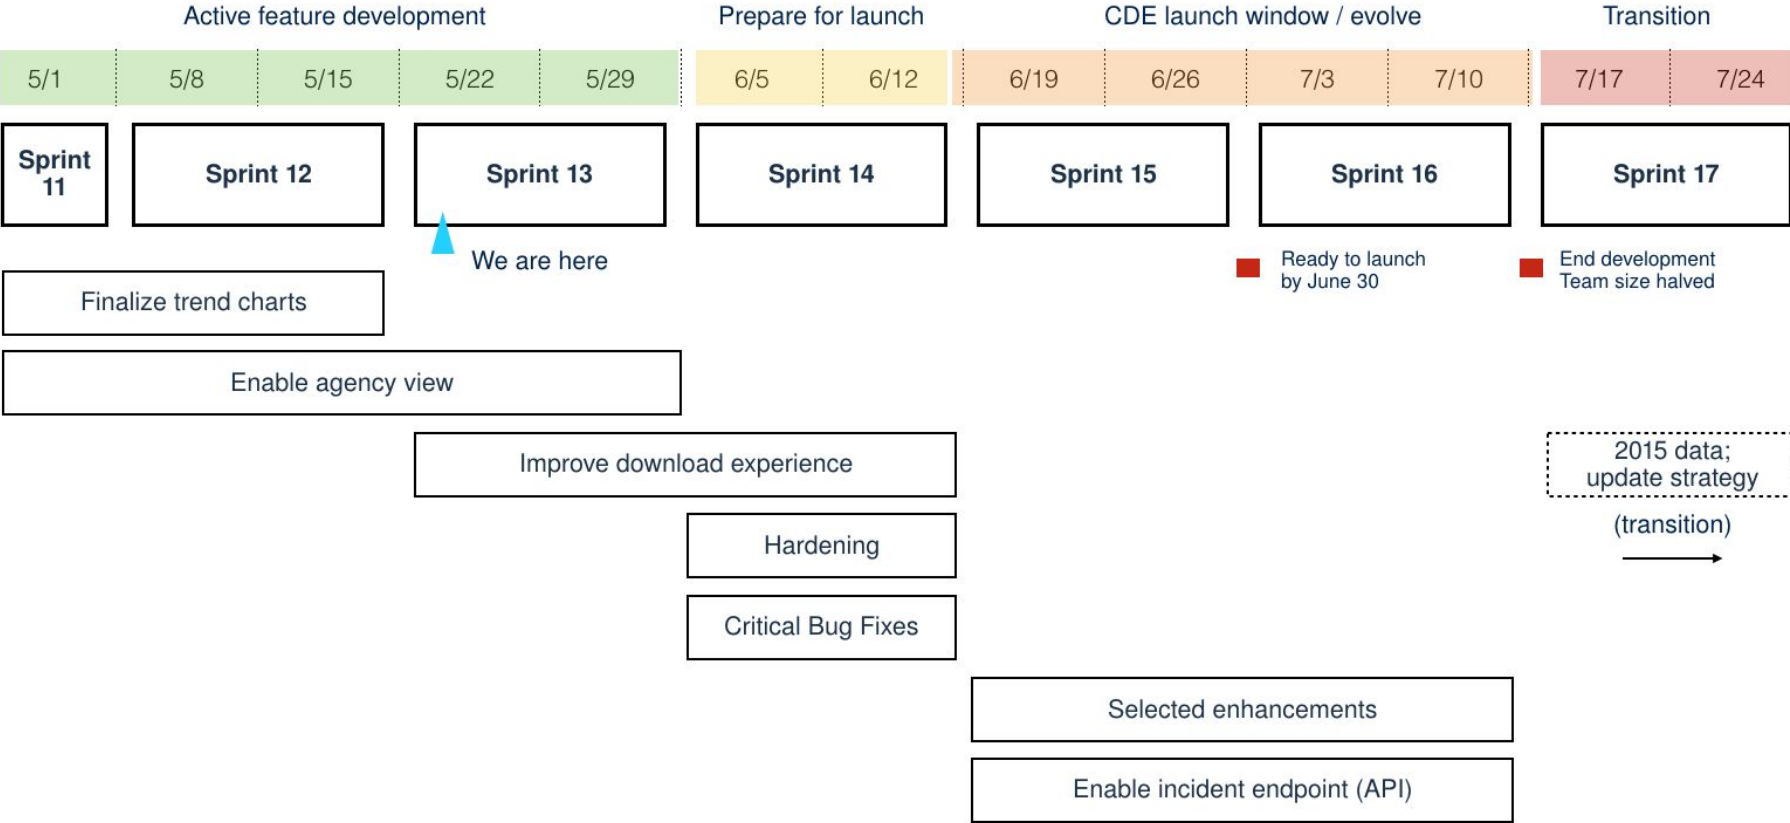 Active feature development
Prepare for launch
CDE launch window / evolve
Transition
5/1
5/8
5/15
5/22
5/29
6/5
6/12
6/19
6/26
7/3
7/10
7/17
7/24
Sprint
11
Sprint 12
Sprint 13
Sprint 14
Sprint 15
Sprint 16
Sprint 17
We are here
Ready to launch
by June 30
End development
Team size halved
Finalize trend charts
Enable agency view
Improve download experience
2015 data;
update strategy
(transition)
Hardening
Critical Bug Fixes
Selected enhancements
Enable incident endpoint (API)